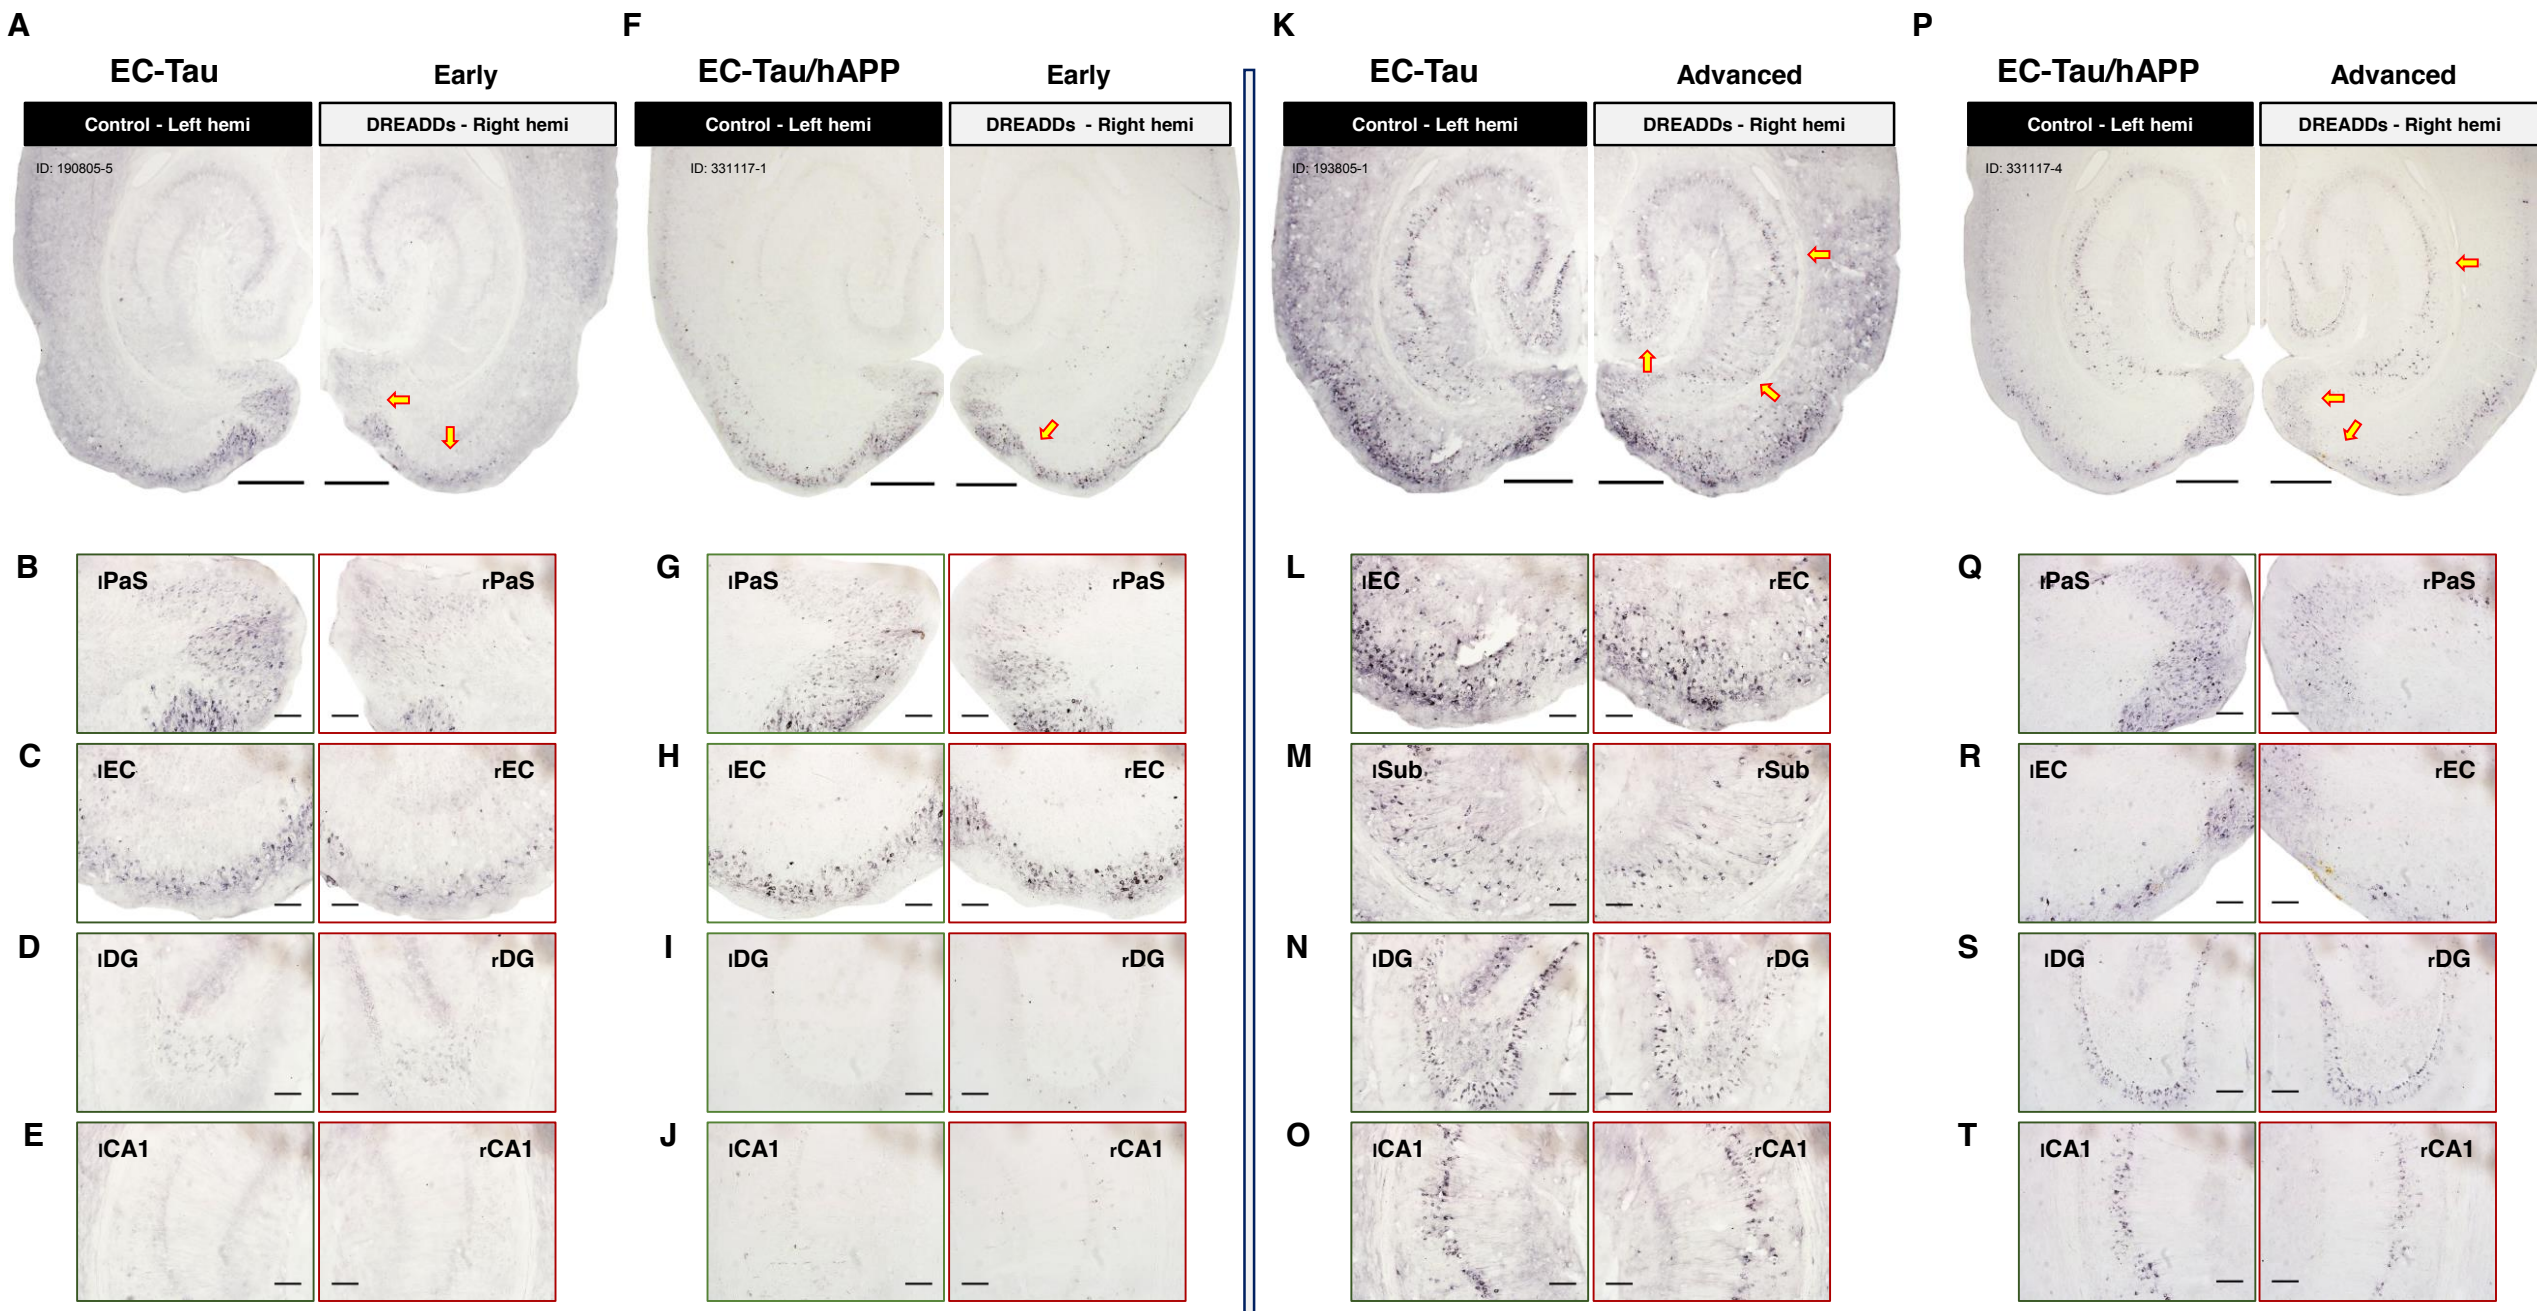 A
EC-Tau
Early
Control - Left hemi
DREADDs - Right hemi
ID: 190805-5
B
lPaS
rPaS
C
lEC
rEC
D
lDG
rDG
E
lCA1
rCA1
F
EC-Tau/hAPP
Early
Control - Left hemi
DREADDs - Right hemi
ID: 331117-1
G
lPaS
rPaS
H
lEC
rEC
I
lDG
rDG
J
lCA1
rCA1
K
EC-Tau
Advanced
Control - Left hemi
DREADDs - Right hemi
ID: 193805-1
L
lEC
rEC
M
lSub
rSub
N
lDG
rDG
O
lCA1
rCA1
P
EC-Tau/hAPP
Advanced
Control - Left hemi
DREADDs - Right hemi
ID: 331117-4
Q
lPaS
rPaS
R
lEC
rEC
S
lDG
rDG
T
lCA1
rCA1